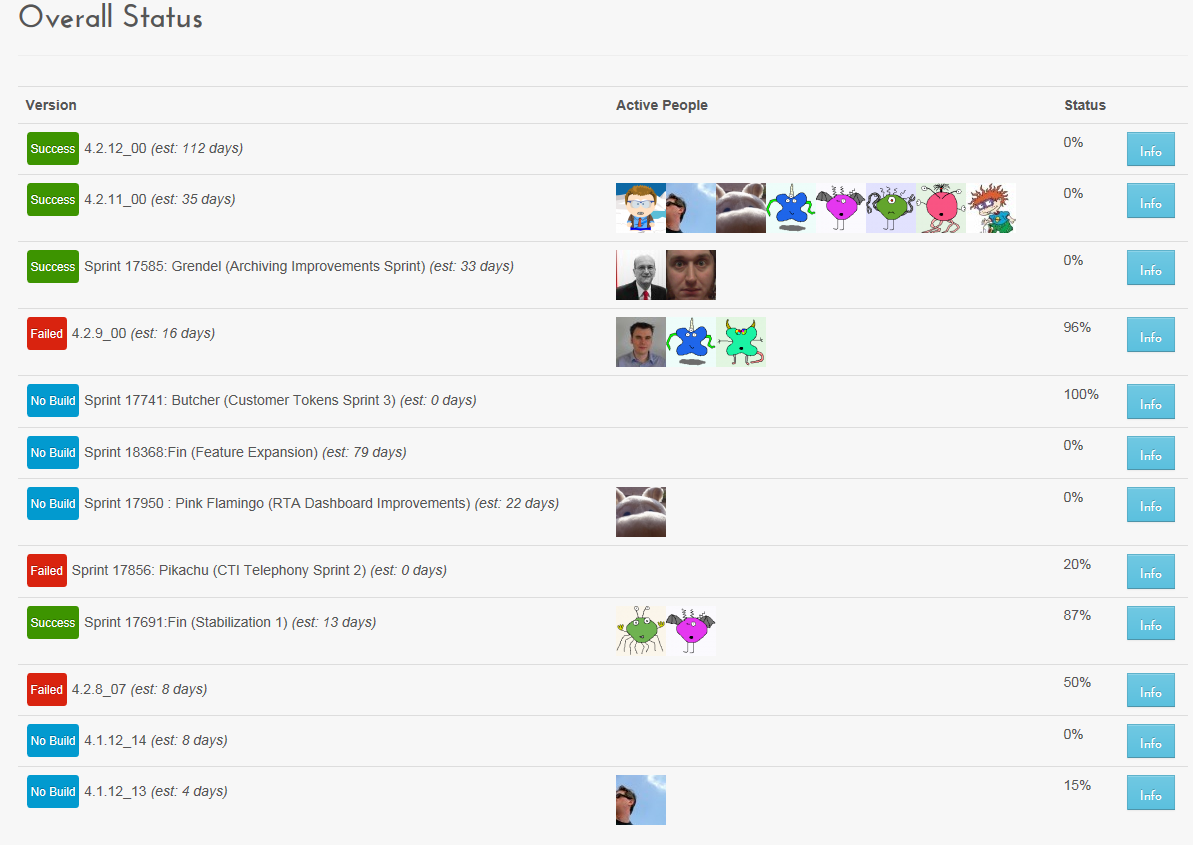 Overall Status
Version Active People Status
Success 4.2.12_00 (est: 112 days) 0% Info
Success 4.2.11_00 (est: 35 days) 0% Info
Success Sprint 17585: Grendel (Archiving Improvements Sprint) (est: 33 days) 0% Info
Failed 4.2.9_00 (est: 16 days) 96% Info
No Build Sprint 17741: Butcher (Customer Tokens Sprint 3) (est: 0 days) 100% Info
No Build Sprint 18368:Fin (Feature Expansion) (est: 79 days) 0% Info
No Build Sprint 17950 : Pink Flamingo (RTA Dashboard Improvements) (est: 22 days) 0% Info
Failed Sprint 17856: Pikachu (CTI Telephony Sprint 2) (est: 0 days) 20% Info
Success Sprint 17691:Fin (Stabilization 1) (est: 13 days) 87% Info
Failed 4.2.8_07 (est: 8 days) 50% Info
No Build 4.1.12_14 (est: 8 days) 0% Info
No Build 4.1.12_13 (est: 4 days) 15% Info